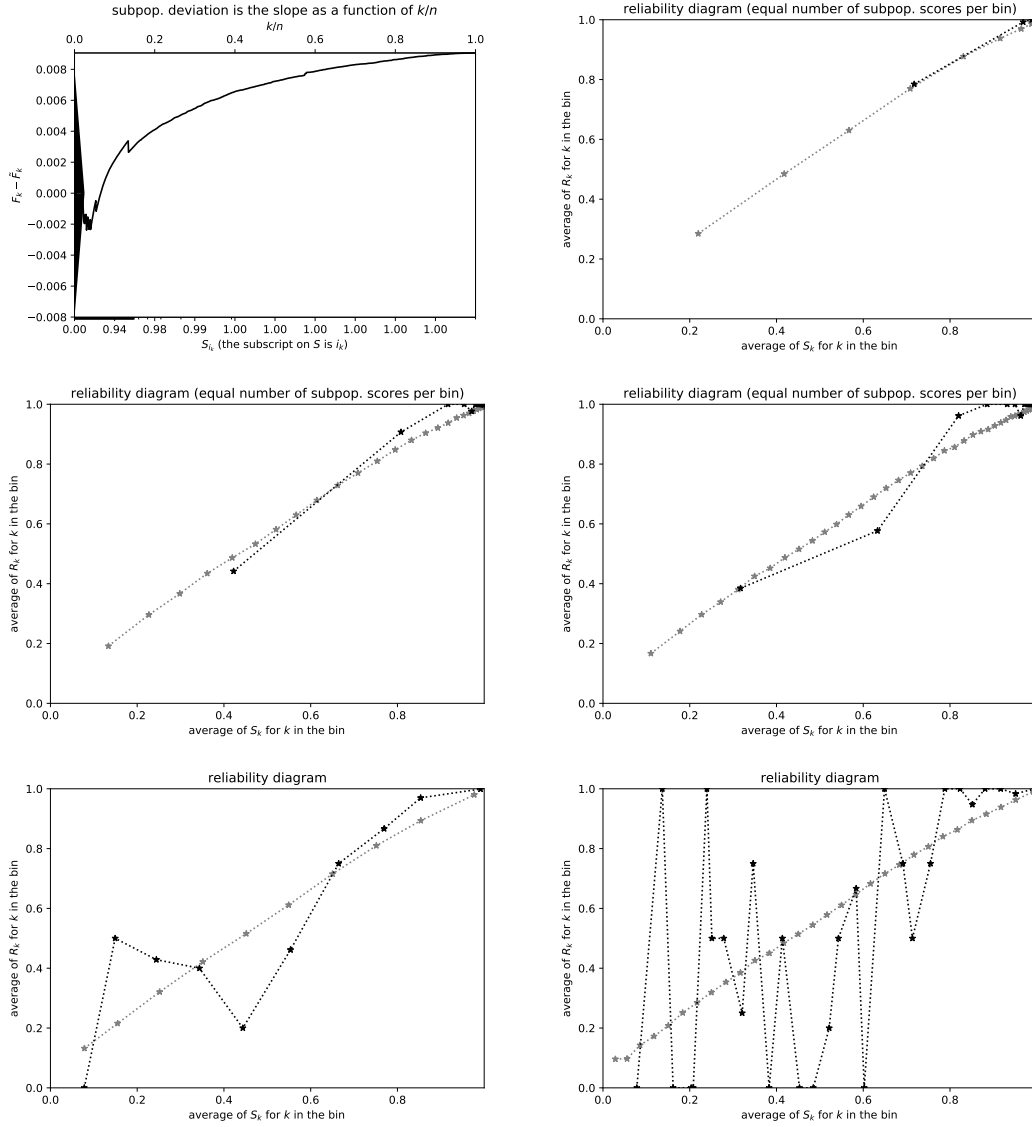 subpop. deviation is the slope as a function of k/n
k/n
0.0 0.2 0.4 0.6 0.8 1.0
0.008
0.006
0.004
0.002
0.000
−0.002
−0.004
−0.006
−0.008
F_k − F̃_k
0.00 0.94 0.98 0.99 1.00 1.00 1.00 1.00 1.00
S_{i_k} (the subscript on S is i_k)
reliability diagram (equal number of subpop. scores per bin)
1.0
0.8
0.6
0.4
0.2
0.0
average of R_k for k in the bin
0.0 0.2 0.4 0.6 0.8
average of S_k for k in the bin
reliability diagram (equal number of subpop. scores per bin)
1.0
0.8
0.6
0.4
0.2
0.0
average of R_k for k in the bin
0.0 0.2 0.4 0.6 0.8
average of S_k for k in the bin
reliability diagram (equal number of subpop. scores per bin)
1.0
0.8
0.6
0.4
0.2
0.0
average of R_k for k in the bin
0.0 0.2 0.4 0.6 0.8
average of S_k for k in the bin
reliability diagram
1.0
0.8
0.6
0.4
0.2
0.0
average of R_k for k in the bin
0.0 0.2 0.4 0.6 0.8
average of S_k for k in the bin
reliability diagram
1.0
0.8
0.6
0.4
0.2
0.0
average of R_k for k in the bin
0.0 0.2 0.4 0.6 0.8
average of S_k for k in the bin